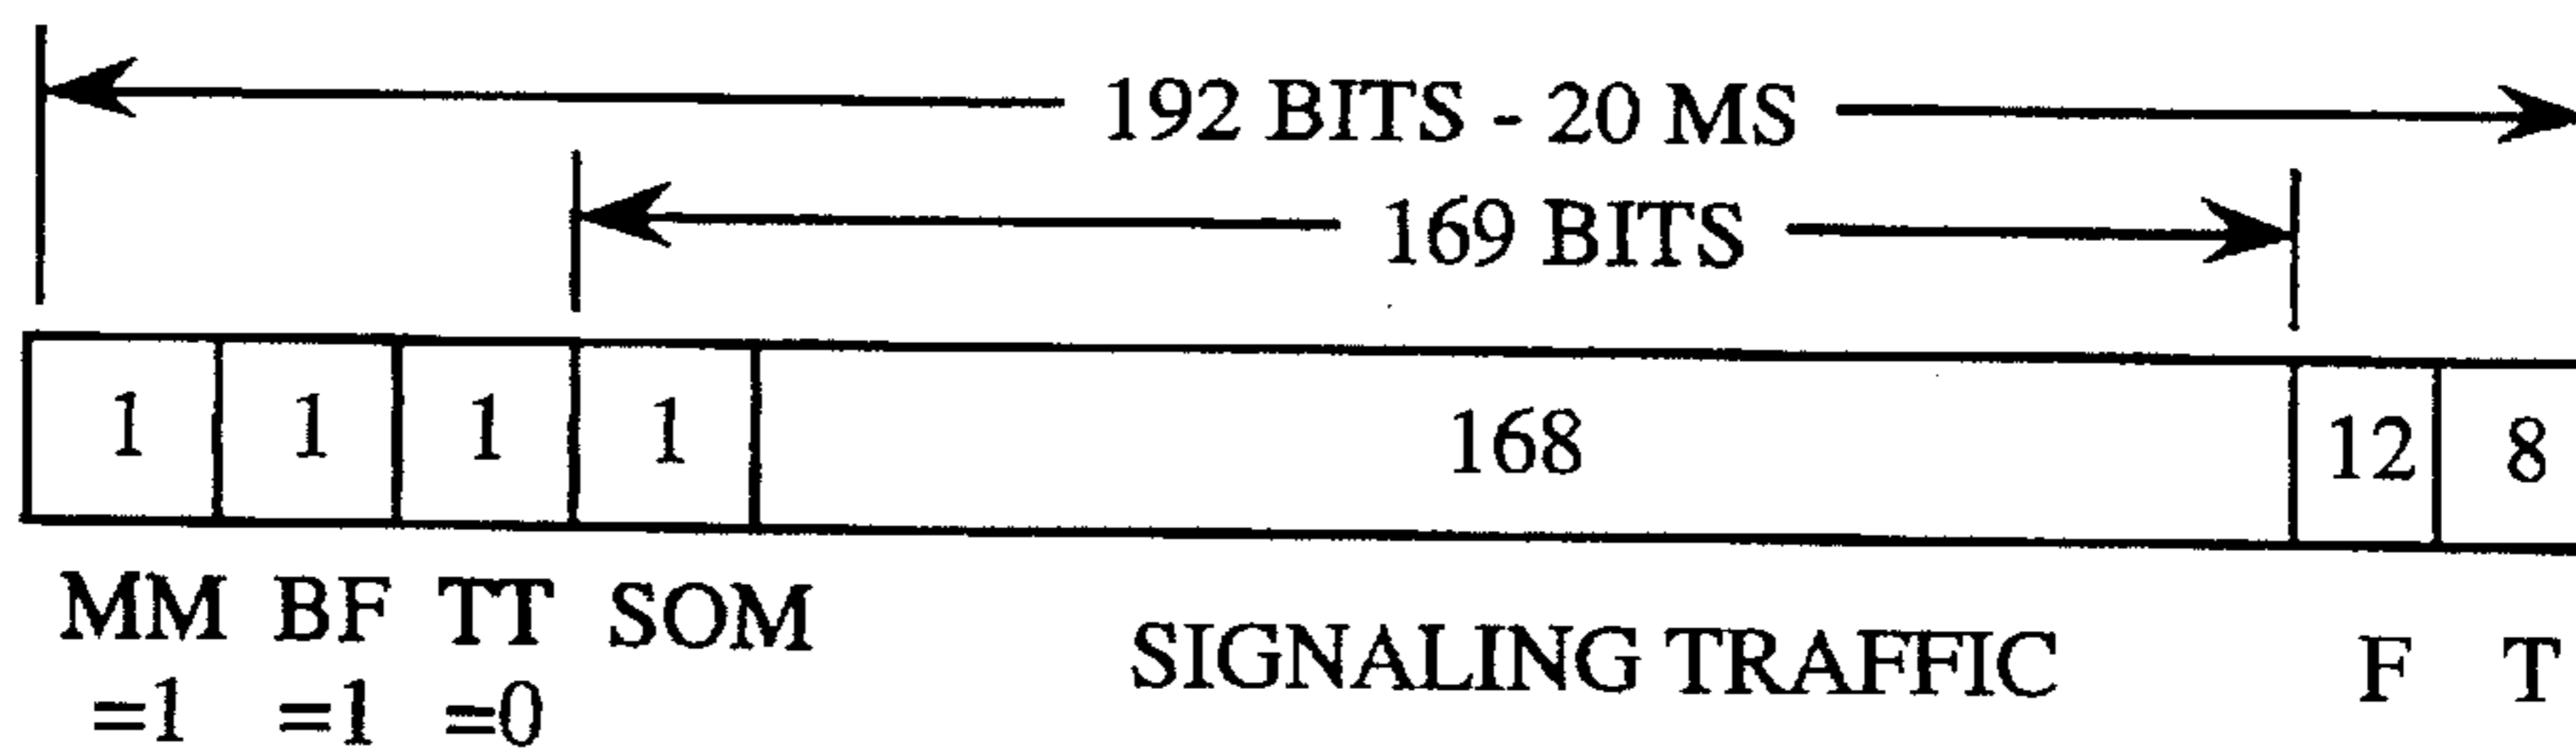 192 BITS - 20 MS
169 BITS
1 1 1 1 168 12 8
MM BF TT SOM SIGNALING TRAFFIC F T
=1 =1 =0